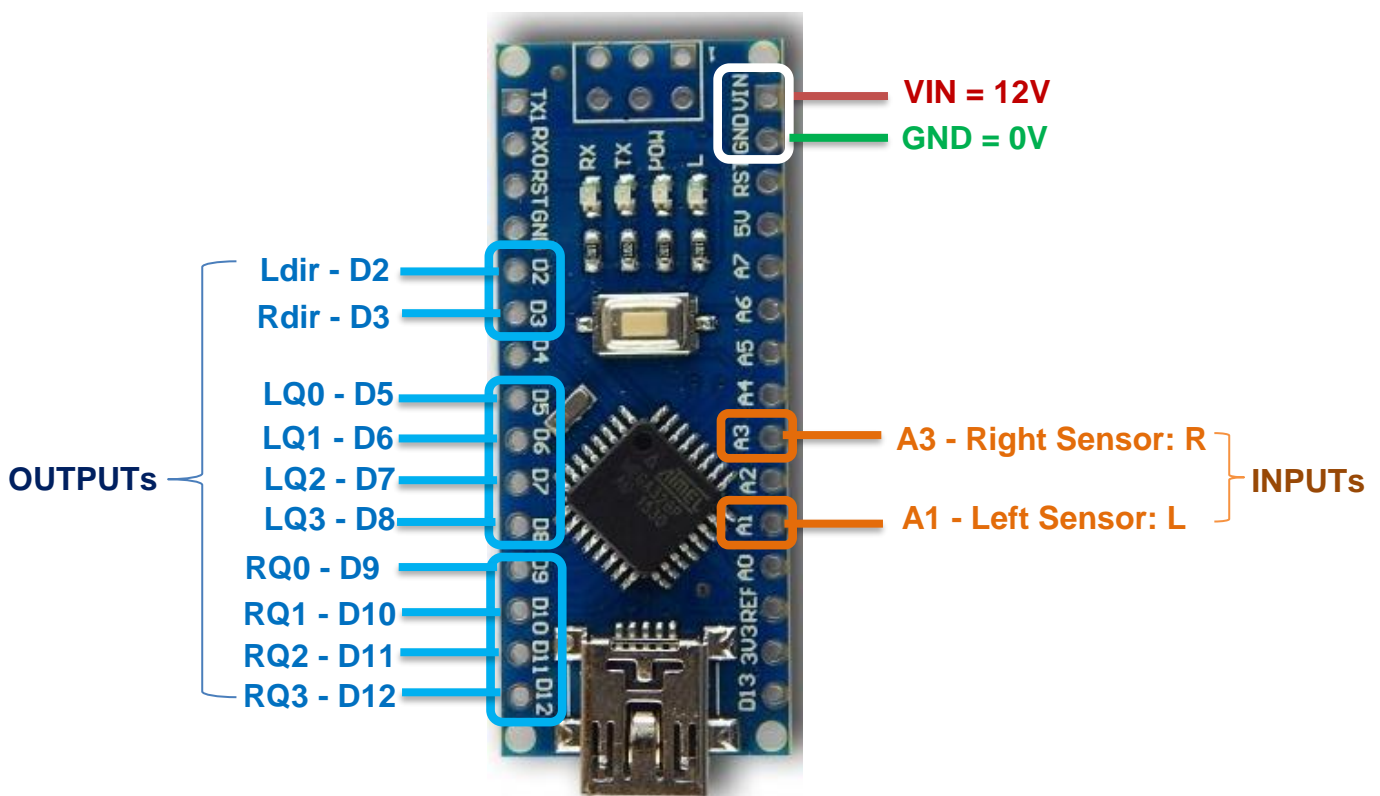 VIN = 12V
GND = 0V
Ldir - D2
Rdir - D3
LQ0 - D5
LQ1 - D6
LQ2 - D7
LQ3 - D8
RQ0 - D9
RQ1 - D10
RQ2 - D11
RQ3 - D12
OUTPUTs
A3 - Right Sensor: R
A1 - Left Sensor: L
INPUTs
TX1
RX0
RST
GND
D2
D3
D4
D5
D6
D7
D8
D9
D10
D11
D12
1
RX
TX
POW
L
ATMEL
VIN
GND
RST
5V
A7
A6
A5
A4
A3
A2
A1
A0
REF
3V3
D13